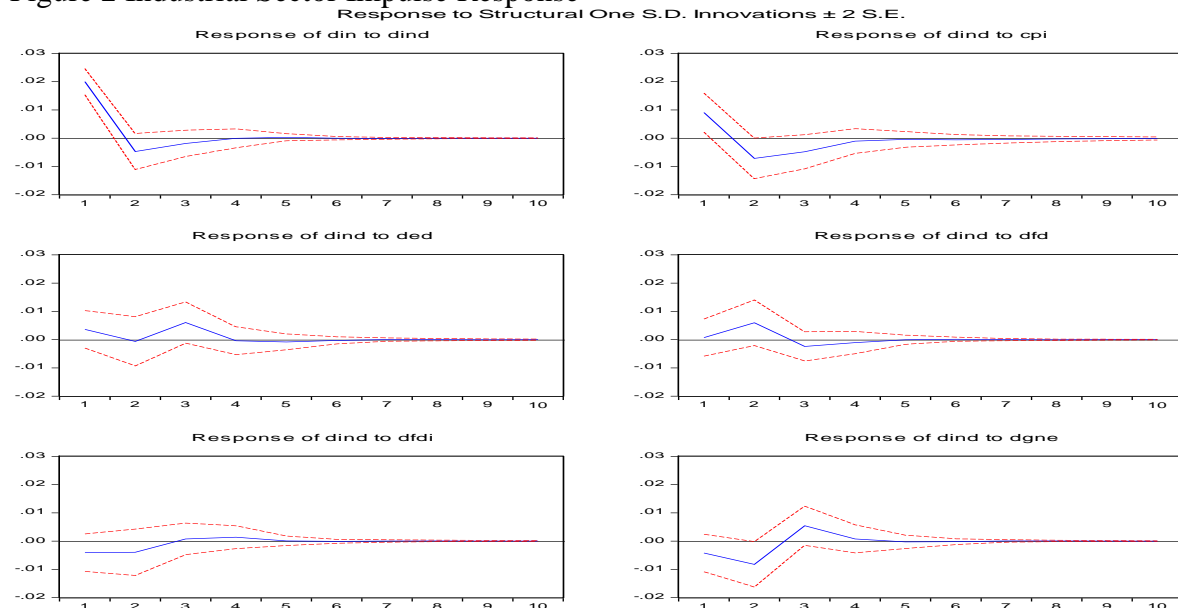 Figure 2 Industrial Sector Impulse Response
Response to Structural One S.D. Innovations ± 2 S.E.
Response of din to dind
.03
.02
.01
.00
-.01
-.02
1 2 3 4 5 6 7 8 9 10
Response of dind to cpi
.03
.02
.01
.00
-.01
-.02
1 2 3 4 5 6 7 8 9 10
Response of dind to ded
.03
.02
.01
.00
-.01
-.02
1 2 3 4 5 6 7 8 9 10
Response of dind to dfd
.03
.02
.01
.00
-.01
-.02
1 2 3 4 5 6 7 8 9 10
Response of dind to dfdi
.03
.02
.01
.00
-.01
-.02
1 2 3 4 5 6 7 8 9 10
Response of dind to dgne
.03
.02
.01
.00
-.01
-.02
1 2 3 4 5 6 7 8 9 10